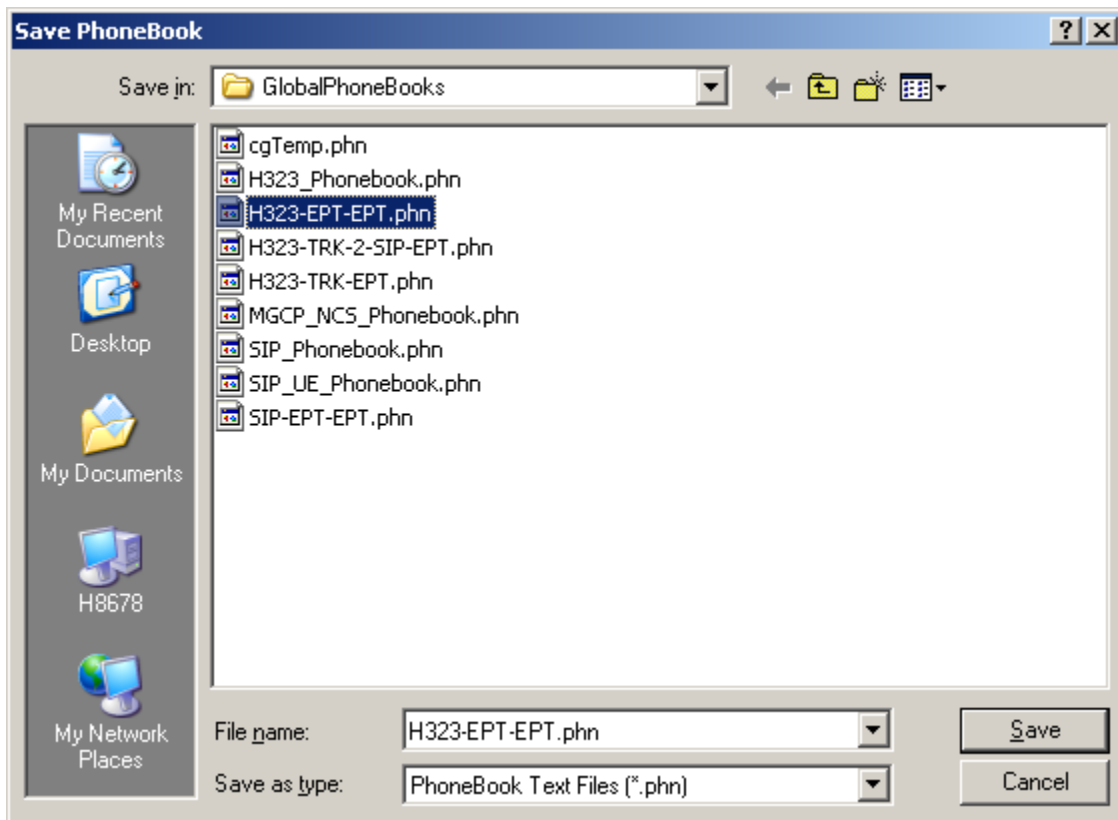 Save PhoneBook
Save in: GlobalPhoneBooks
My Recent
Documents
Desktop
My Documents
H8678
My Network
Places
cgTemp.phn
H323_Phonebook.phn
H323-EPT-EPT.phn
H323-TRK-2-SIP-EPT.phn
H323-TRK-EPT.phn
MGCP_NCS_Phonebook.phn
SIP_Phonebook.phn
SIP_UE_Phonebook.phn
SIP-EPT-EPT.phn
File name: H323-EPT-EPT.phn Save
Save as type: PhoneBook Text Files (*.phn) Cancel